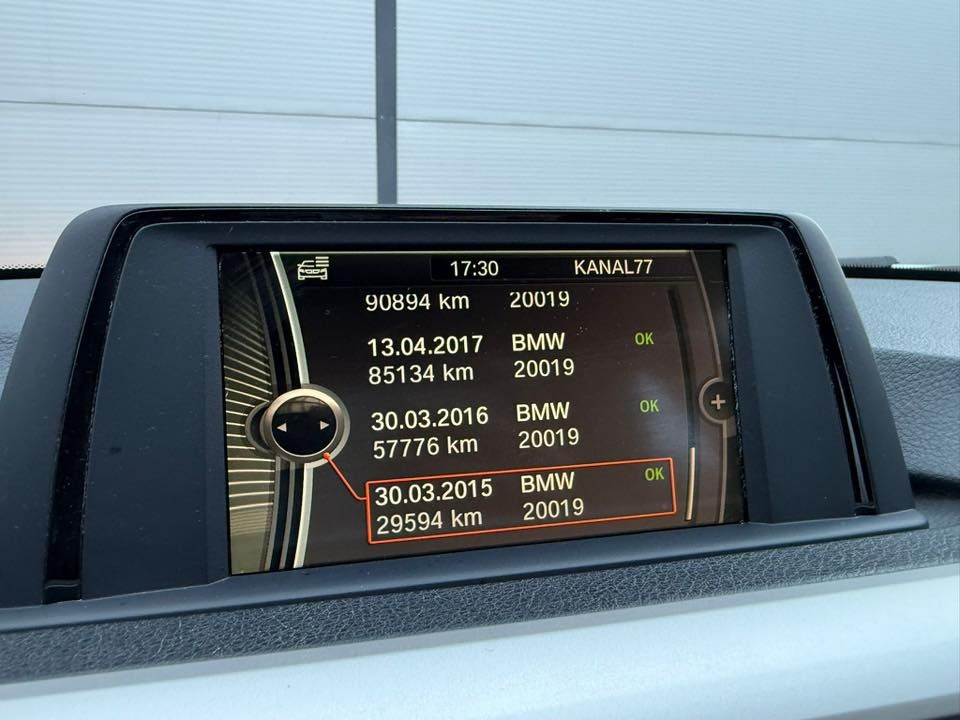 17:30 KANAL77
90894 km 20019
13.04.2017 BMW OK
85134 km 20019
30.03.2016 BMW OK
57776 km 20019
30.03.2015 BMW OK
29594 km 20019